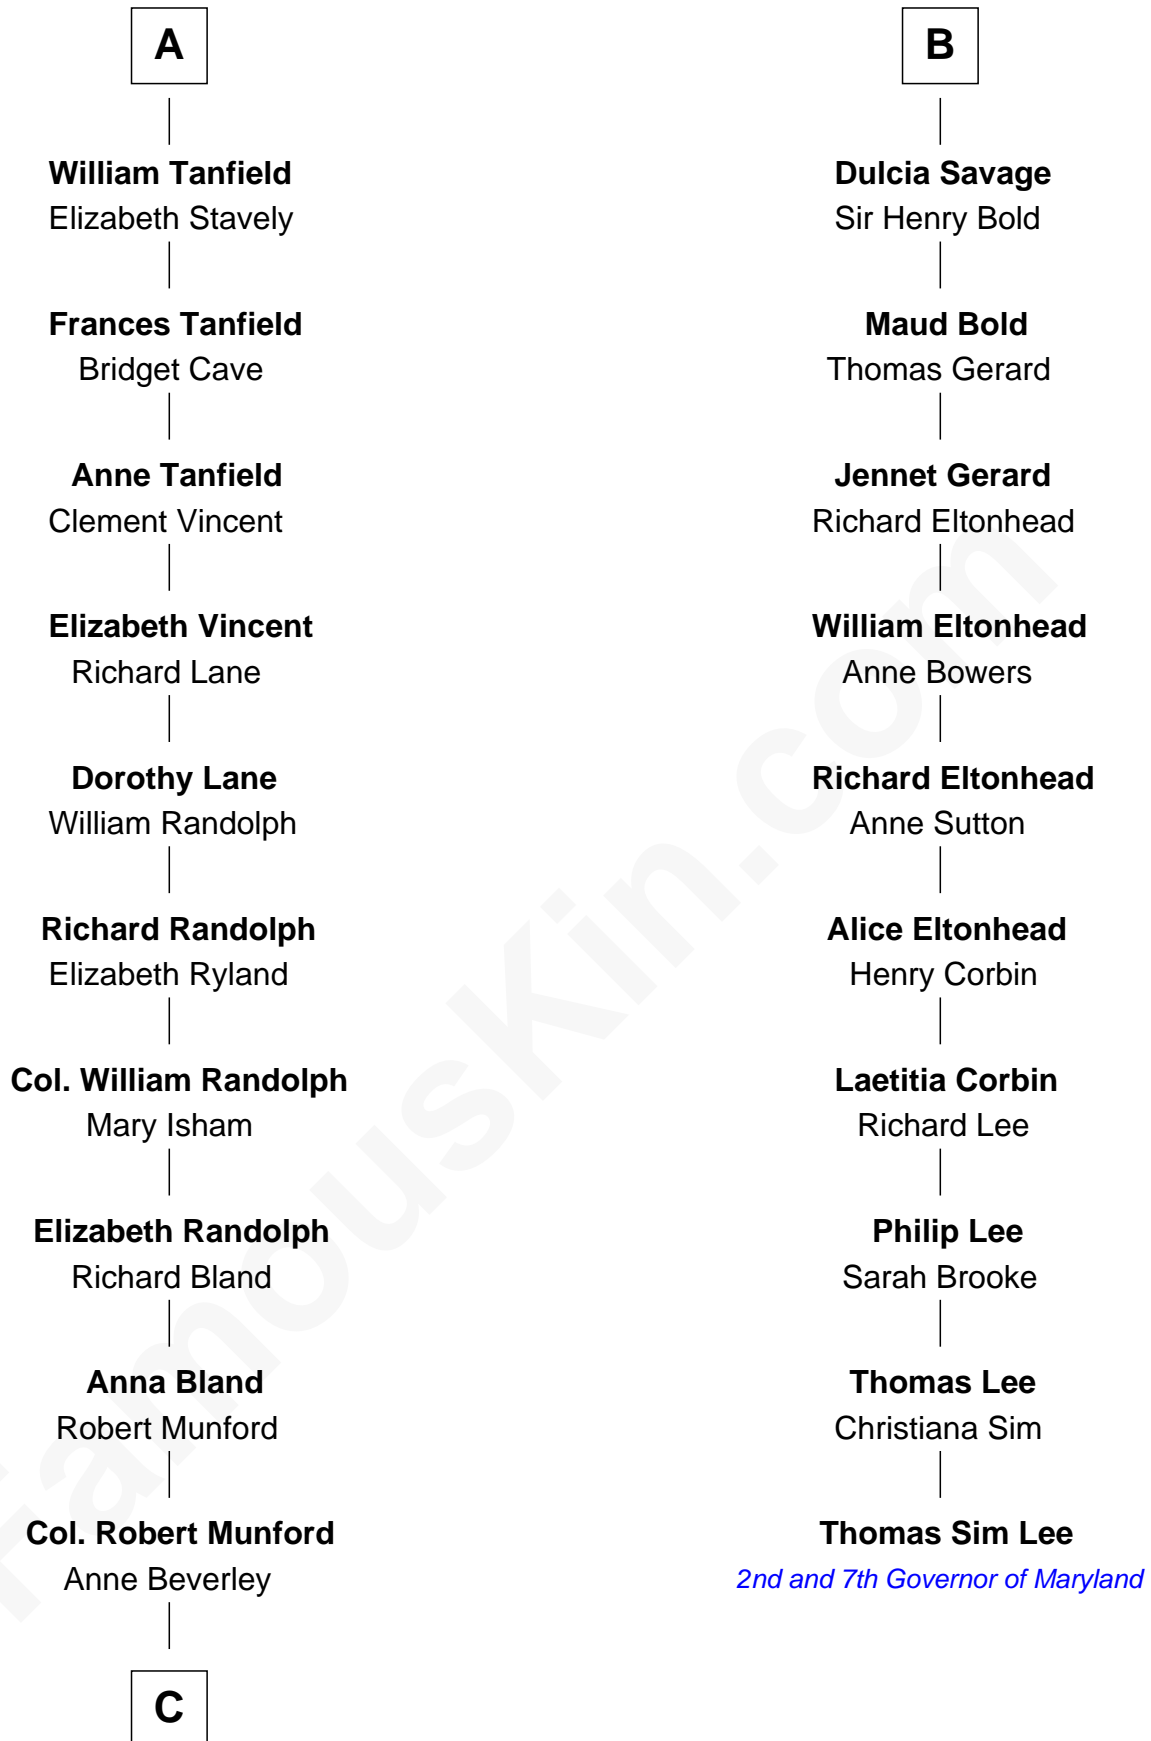 A
William Tanfield
Elizabeth Stavely
Frances Tanfield
Bridget Cave
Anne Tanfield
Clement Vincent
Elizabeth Vincent
Richard Lane
Dorothy Lane
William Randolph
Richard Randolph
Elizabeth Ryland
Col. William Randolph
Mary Isham
Elizabeth Randolph
Richard Bland
Anna Bland
Robert Munford
Col. Robert Munford
Anne Beverley
C
B
Dulcia Savage
Sir Henry Bold
Maud Bold
Thomas Gerard
Jennet Gerard
Richard Eltonhead
William Eltonhead
Anne Bowers
Richard Eltonhead
Anne Sutton
Alice Eltonhead
Henry Corbin
Laetitia Corbin
Richard Lee
Philip Lee
Sarah Brooke
Thomas Lee
Christiana Sim
Thomas Sim Lee
2nd and 7th Governor of Maryland
FamousKin.com